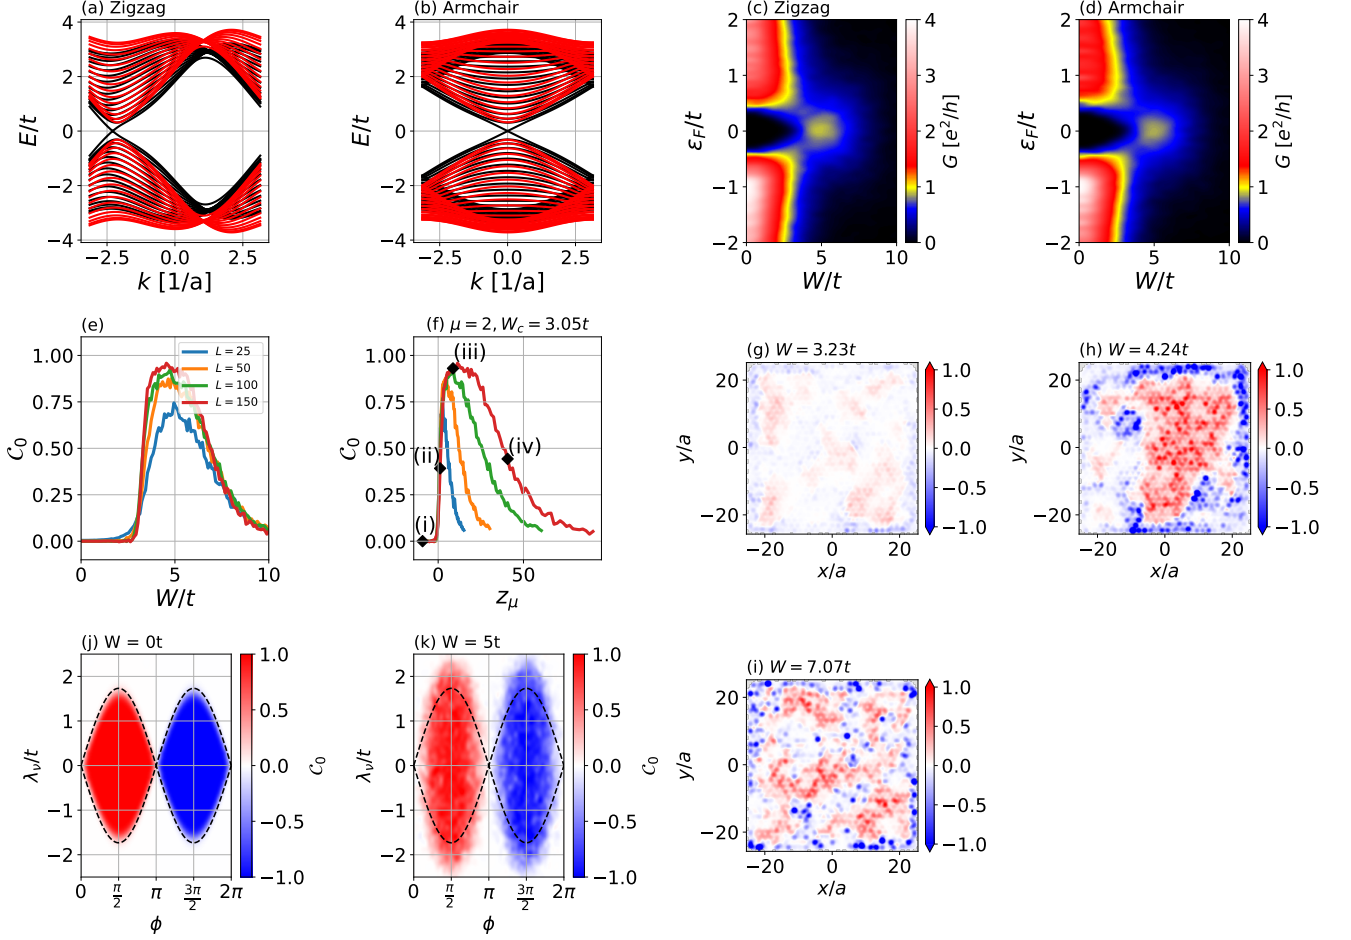 (a) Zigzag
E/t
4
2
0
−2
−4
−2.5
0.0
2.5
k [1/a]
(b) Armchair
E/t
4
2
0
−2
−4
−2.5
0.0
2.5
k [1/a]
(c) Zigzag
εF/t
2
1
0
−1
−2
0
5
10
W/t
4
3
2
1
0
G [e²/h]
(d) Armchair
εF/t
2
1
0
−1
−2
0
5
10
W/t
4
3
2
1
0
G [e²/h]
(e)
C₀
1.00
0.75
0.50
0.25
0.00
0
5
10
W/t
L = 25
L = 50
L = 100
L = 150
(f) μ = 2, Wc = 3.05t
C₀
1.00
0.75
0.50
0.25
0.00
0
50
zμ
(i)
(ii)
(iii)
(iv)
(g) W = 3.23t
y/a
20
0
−20
−20
0
20
x/a
1.0
0.5
0.0
−0.5
−1.0
(h) W = 4.24t
y/a
20
0
−20
−20
0
20
x/a
1.0
0.5
0.0
−0.5
−1.0
(j) W = 0t
λν/t
2
1
0
−1
−2
0
π/2
π
3π/2
2π
ϕ
1.0
0.5
0.0
−0.5
−1.0
C₀
(k) W = 5t
λν/t
2
1
0
−1
−2
0
π/2
π
3π/2
2π
ϕ
1.0
0.5
0.0
−0.5
−1.0
C₀
(i) W = 7.07t
y/a
20
0
−20
−20
0
20
x/a
1.0
0.5
0.0
−0.5
−1.0